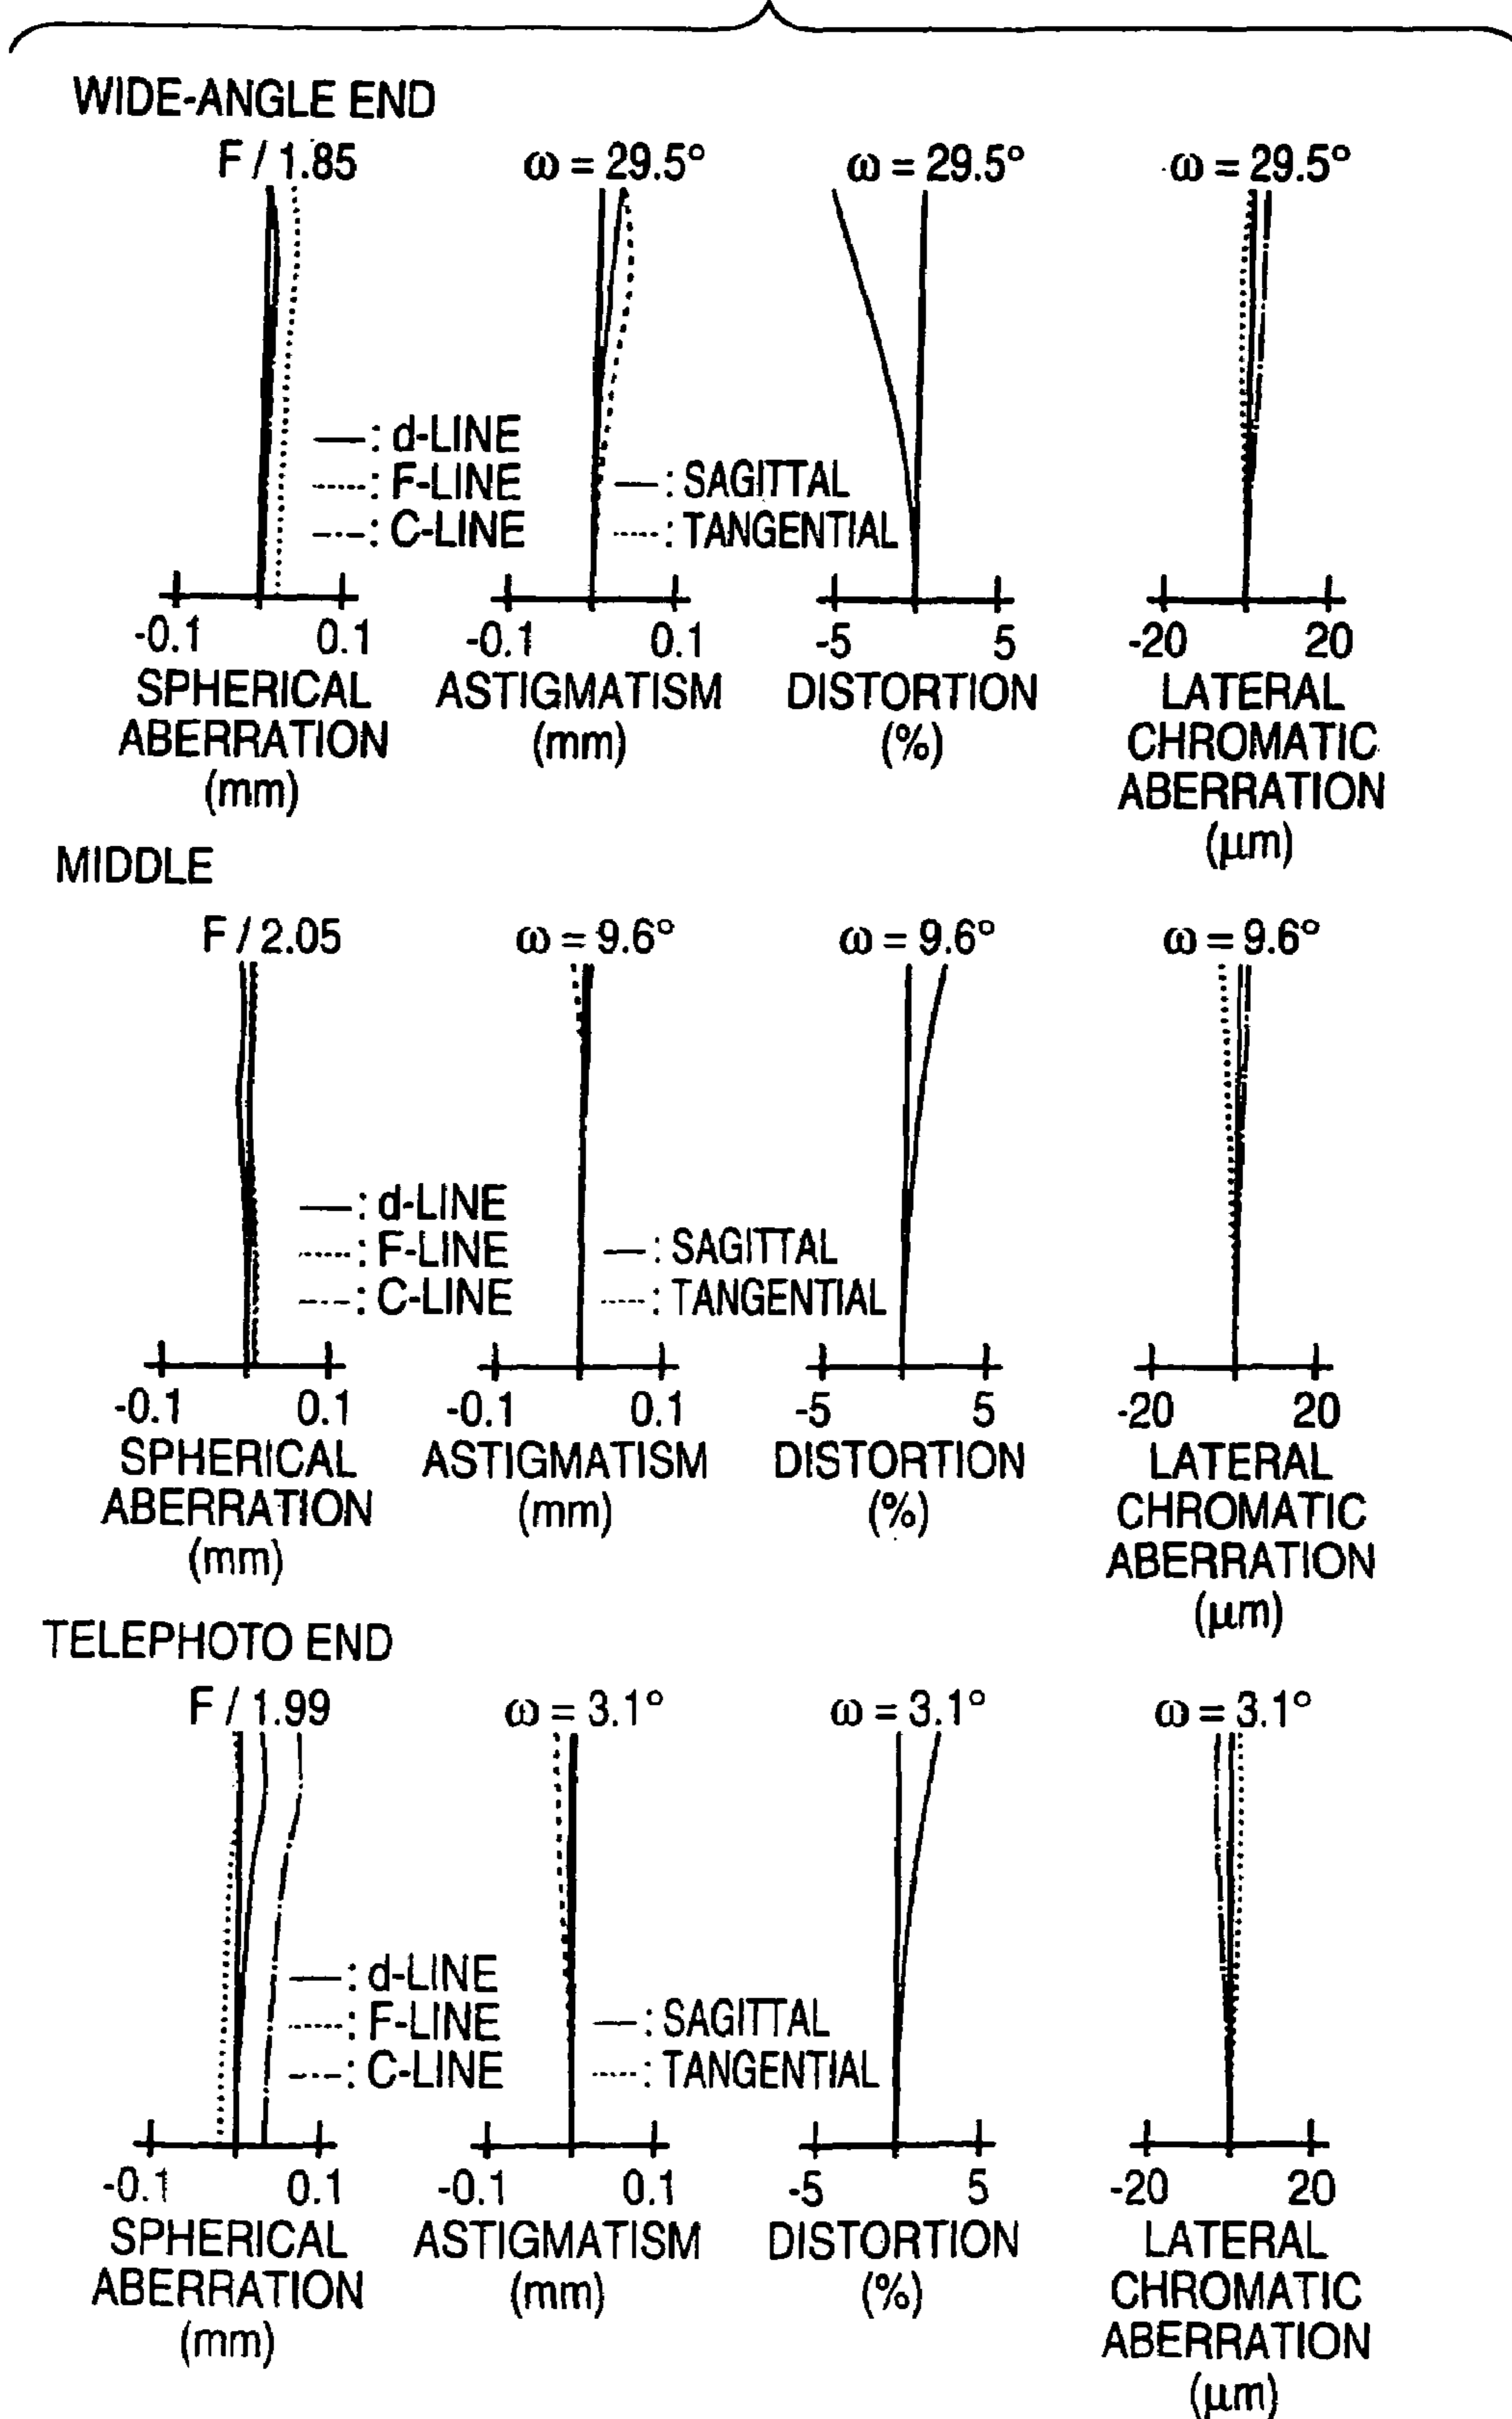 WIDE-ANGLE END
F / 1.85
ω = 29.5°
ω = 29.5°
ω = 29.5°
: d-LINE
: F-LINE
: C-LINE
: SAGITTAL
: TANGENTIAL
-0.1 0.1
SPHERICAL
ABERRATION
(mm)
-0.1 0.1
ASTIGMATISM
(mm)
-5 5
DISTORTION
(%)
-20 20
LATERAL
CHROMATIC
ABERRATION
(μm)
MIDDLE
F / 2.05
ω = 9.6°
ω = 9.6°
ω = 9.6°
: d-LINE
: F-LINE
: C-LINE
: SAGITTAL
: TANGENTIAL
-0.1 0.1
SPHERICAL
ABERRATION
(mm)
-0.1 0.1
ASTIGMATISM
(mm)
-5 5
DISTORTION
(%)
-20 20
LATERAL
CHROMATIC
ABERRATION
(μm)
TELEPHOTO END
F / 1.99
ω = 3.1°
ω = 3.1°
ω = 3.1°
: d-LINE
: F-LINE
: C-LINE
: SAGITTAL
: TANGENTIAL
-0.1 0.1
SPHERICAL
ABERRATION
(mm)
-0.1 0.1
ASTIGMATISM
(mm)
-5 5
DISTORTION
(%)
-20 20
LATERAL
CHROMATIC
ABERRATION
(μm)